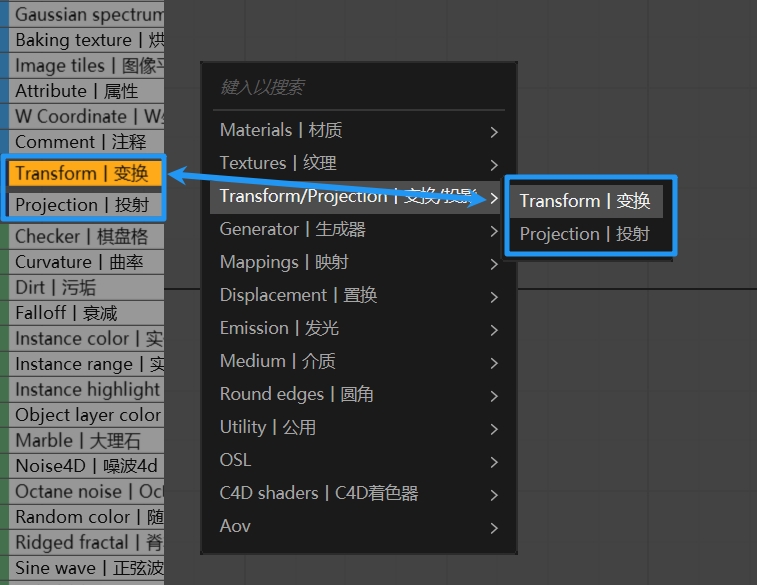 Gaussian spectrum
Baking texture | 烘
Image tiles | 图像平
Attribute | 属性
W Coordinate | W
Comment | 注释
Transform | 变换
Projection | 投射
Checker | 棋盘格
Curvature | 曲率
Dirt | 污垢
Falloff | 衰减
Instance color | 实
Instance range | 实
Instance highlight
Object layer color
Marble | 大理石
Noise4D | 噪波4d
Octane noise | Oct
Random color | 随
Ridged fractal | 脊
Sine wave | 正弦波
键入以搜索
Materials | 材质
Textures | 纹理
Transform/Projection | 变换/投影
Generator | 生成器
Mappings | 映射
Displacement | 置换
Emission | 发光
Medium | 介质
Round edges | 圆角
Utility | 公用
OSL
C4D shaders | C4D着色器
Aov
Transform | 变换
Projection | 投射